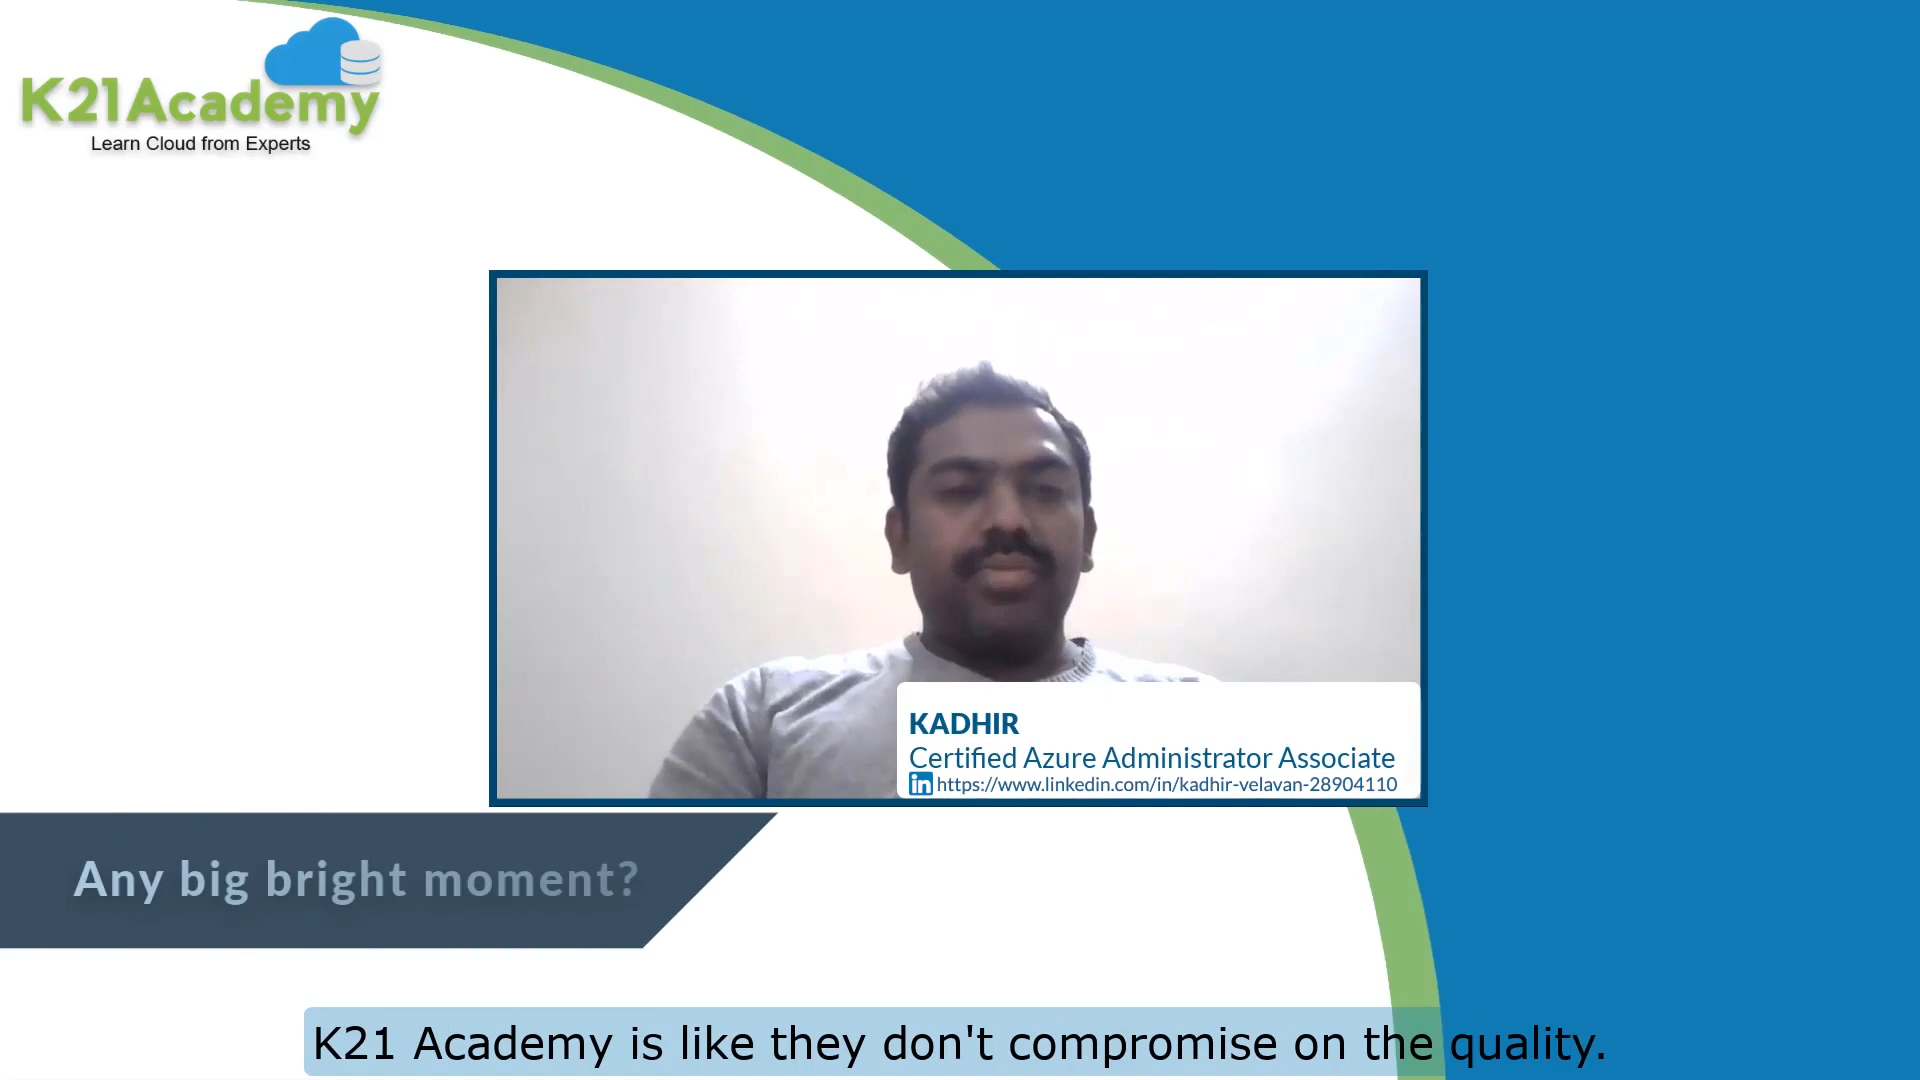 K21Academy
Learn Cloud from Experts
KADHIR
Certified Azure Administrator Associate
in https://www.linkedin.com/in/kadhir-velavan-28904110
Any big bright moment?
K21 Academy is like they don't compromise on the quality.